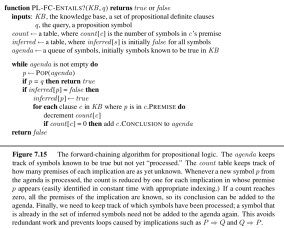 function PL-FC-ENTAILS?(KB, q) returns true or false
inputs: KB, the knowledge base, a set of propositional definite clauses
q, the query, a proposition symbol
count ← a table, where count[c] is the number of symbols in c's premise
inferred ← a table, where inferred[s] is initially false for all symbols
agenda ← a queue of symbols, initially symbols known to be true in KB
while agenda is not empty do
p ← POP(agenda)
if p = q then return true
if inferred[p] = false then
inferred[p] ← true
for each clause c in KB where p is in c.PREMISE do
decrement count[c]
if count[c] = 0 then add c.CONCLUSION to agenda
return false
Figure 7.15 The forward-chaining algorithm for propositional logic. The agenda keeps
track of symbols known to be true but not yet “processed.” The count table keeps track of
how many premises of each implication are as yet unknown. Whenever a new symbol p from
the agenda is processed, the count is reduced by one for each implication in whose premise
p appears (easily identified in constant time with appropriate indexing.) If a count reaches
zero, all the premises of the implication are known, so its conclusion can be added to the
agenda. Finally, we need to keep track of which symbols have been processed; a symbol that
is already in the set of inferred symbols need not be added to the agenda again. This avoids
redundant work and prevents loops caused by implications such as P ⇒ Q and Q ⇒ P.